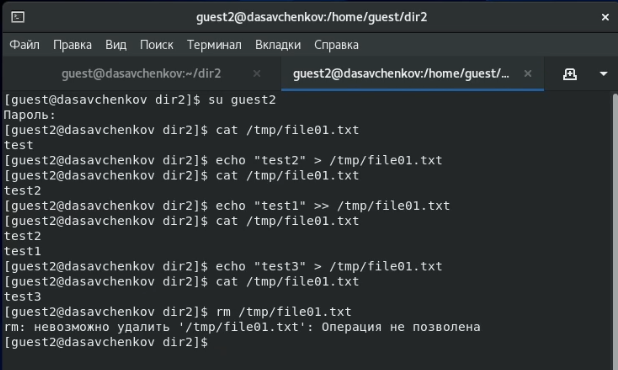 guest2@dasavchenkov:/home/guest/dir2
Файл Правка Вид Поиск Терминал Вкладки Справка
guest@dasavchenkov:~/dir2 guest2@dasavchenkov:/home/guest/...
[guest@dasavchenkov dir2]$ su guest2
Пароль:
[guest2@dasavchenkov dir2]$ cat /tmp/file01.txt
test
[guest2@dasavchenkov dir2]$ echo "test2" > /tmp/file01.txt
[guest2@dasavchenkov dir2]$ cat /tmp/file01.txt
test2
[guest2@dasavchenkov dir2]$ echo "test1" >> /tmp/file01.txt
[guest2@dasavchenkov dir2]$ cat /tmp/file01.txt
test2
test1
[guest2@dasavchenkov dir2]$ echo "test3" > /tmp/file01.txt
[guest2@dasavchenkov dir2]$ cat /tmp/file01.txt
test3
[guest2@dasavchenkov dir2]$ rm /tmp/file01.txt
rm: невозможно удалить '/tmp/file01.txt': Операция не позволена
[guest2@dasavchenkov dir2]$